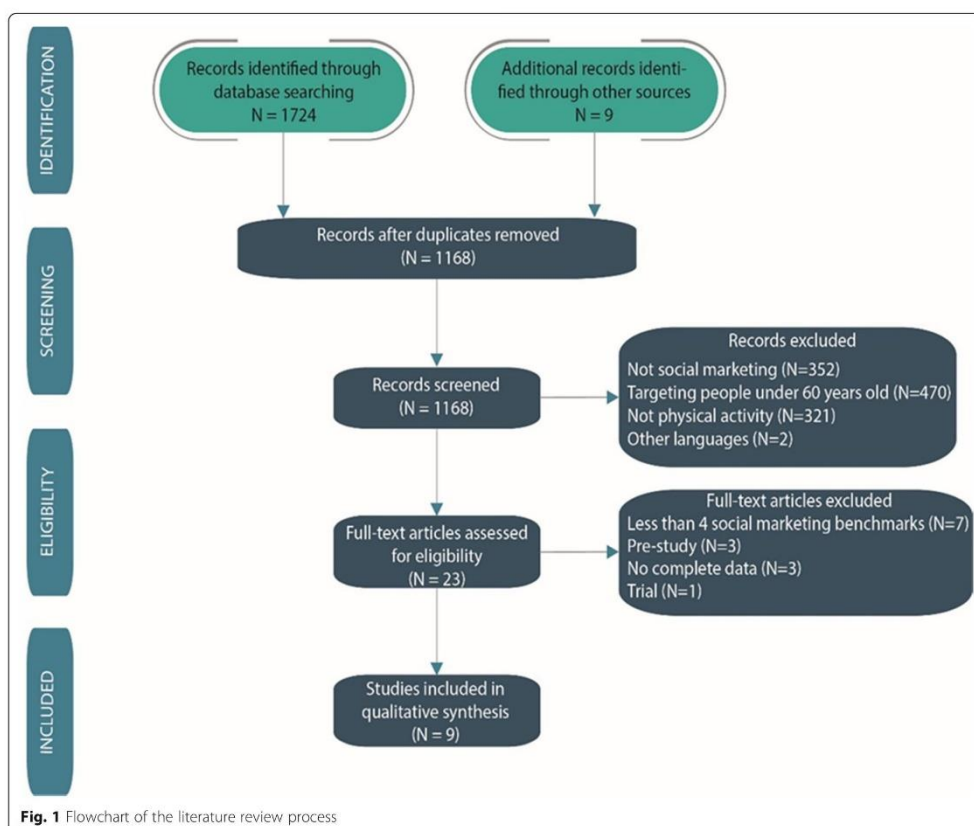 IDENTIFICATION
Records identified through
database searching
N = 1724
Additional records identi-
fied through other sources
N = 9
SCREENING
Records after duplicates removed
(N = 1168)
Records screened
(N = 1168)
Records excluded
Not social marketing (N=352)
Targeting people under 60 years old (N=470)
Not physical activity (N=321)
Other languages (N=2)
ELIGIBILITY
Full-text articles assessed
for eligibility
(N = 23)
Full-text articles excluded
Less than 4 social marketing benchmarks (N=7)
Pre-study (N=3)
No complete data (N=3)
Trial (N=1)
INCLUDED
Studies included in
qualitative synthesis
(N = 9)
Fig. 1 Flowchart of the literature review process